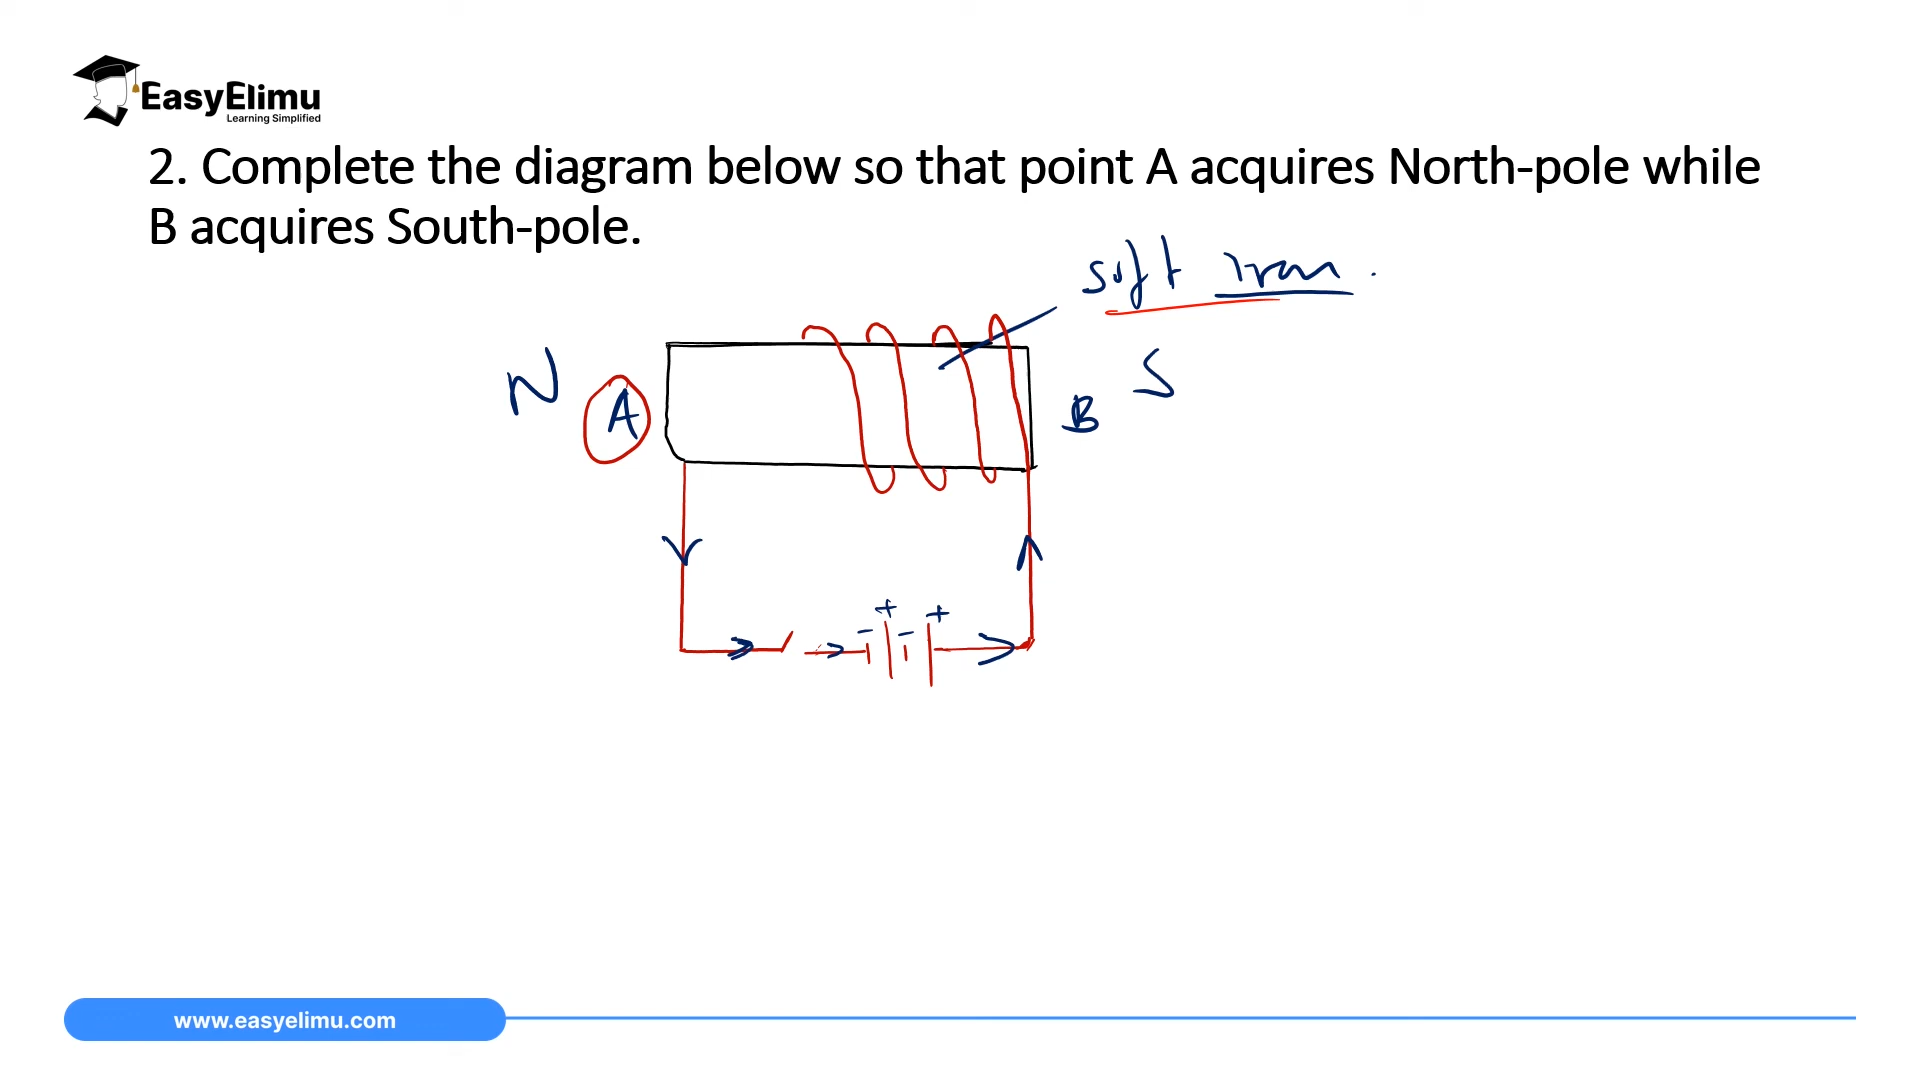 EasyElimu
Learning Simplified
2. Complete the diagram below so that point A acquires North-pole while
B acquires South-pole.
soft Iron.
N
A
B
S
- + - +
www.easyelimu.com